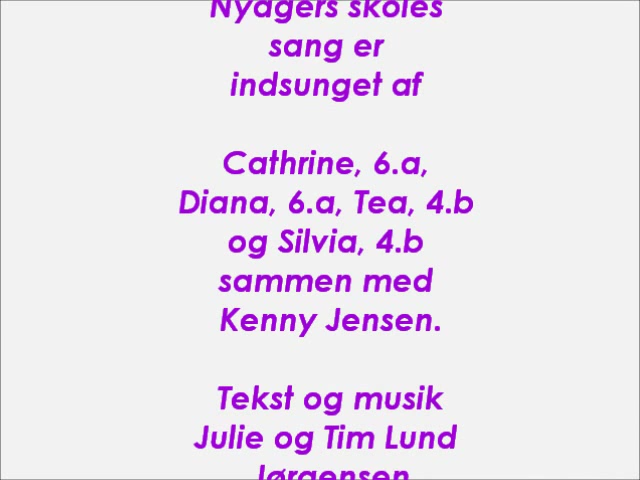 Nyagers skoles
sang er
indsunget af
Cathrine, 6.a,
Diana, 6.a, Tea, 4.b
og Silvia, 4.b
sammen med
Kenny Jensen.
Tekst og musik
Julie og Tim Lund
Jørgensen